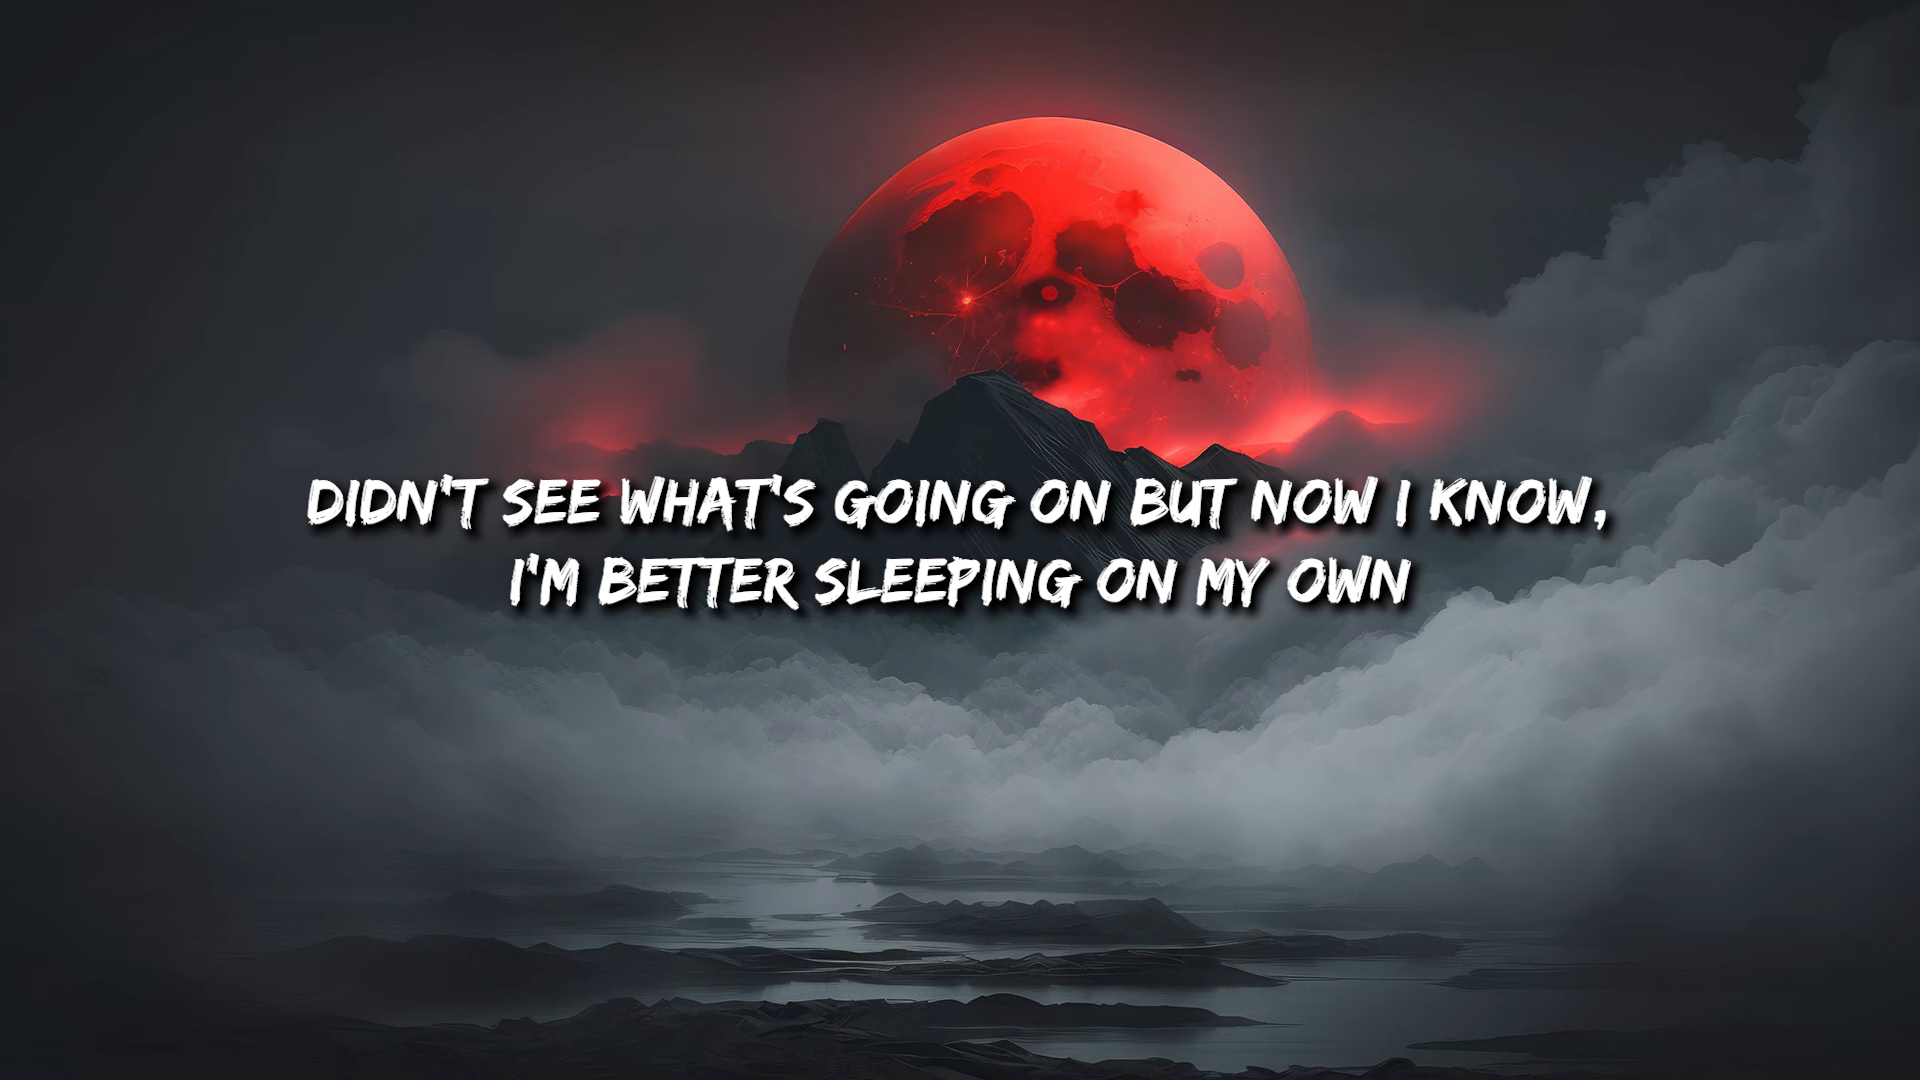 DIDN'T SEE WHAT'S GOING ON BUT NOW I KNOW,
I'M BETTER SLEEPING ON MY OWN